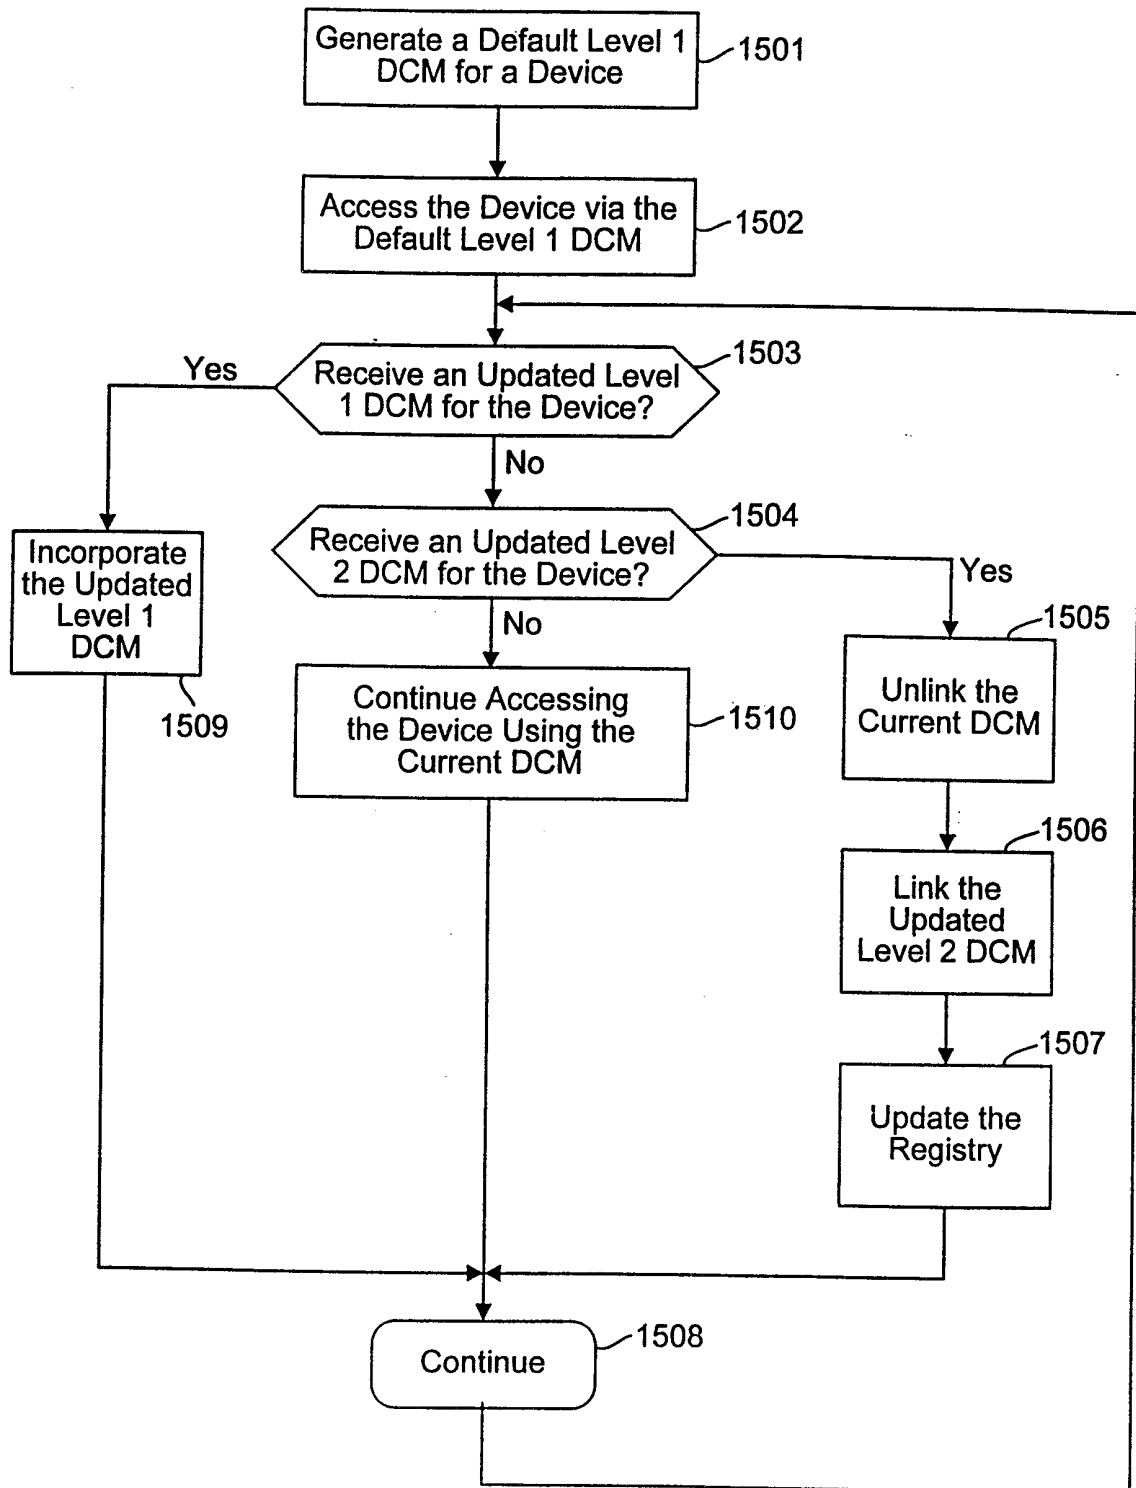 Generate a Default Level 1
DCM for a Device
1501
Access the Device via the
Default Level 1 DCM
1502
1503
Yes
Receive an Updated Level
1 DCM for the Device?
No
1504
Receive an Updated Level
2 DCM for the Device?
Yes
Incorporate
the Updated
Level 1
DCM
1509
No
1505
Continue Accessing
the Device Using the
Current DCM
1510
Unlink the
Current DCM
1506
Link the
Updated
Level 2 DCM
1507
Update the
Registry
1508
Continue